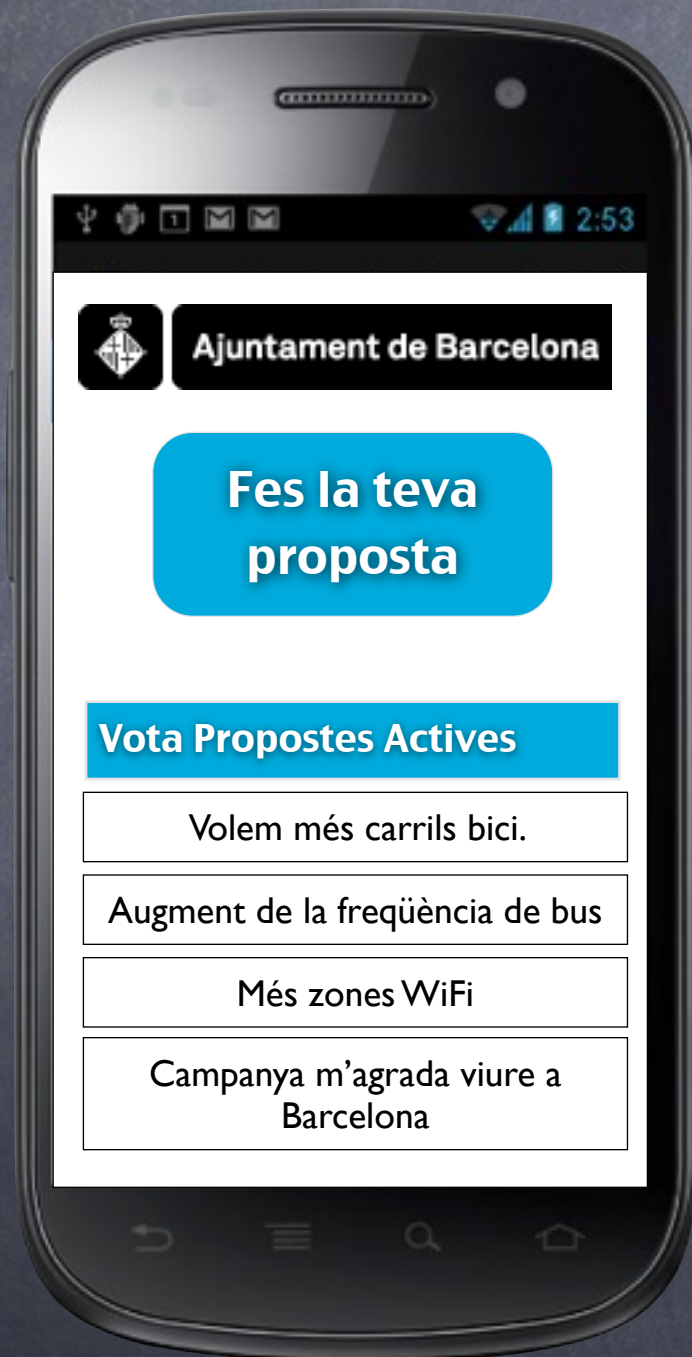 2:53
Ajuntament de Barcelona
Fes la teva
proposta
Vota Propostes Actives
Volem més carrils bici.
Augment de la freqüència de bus
Més zones WiFi
Campanya m’agrada viure a
Barcelona